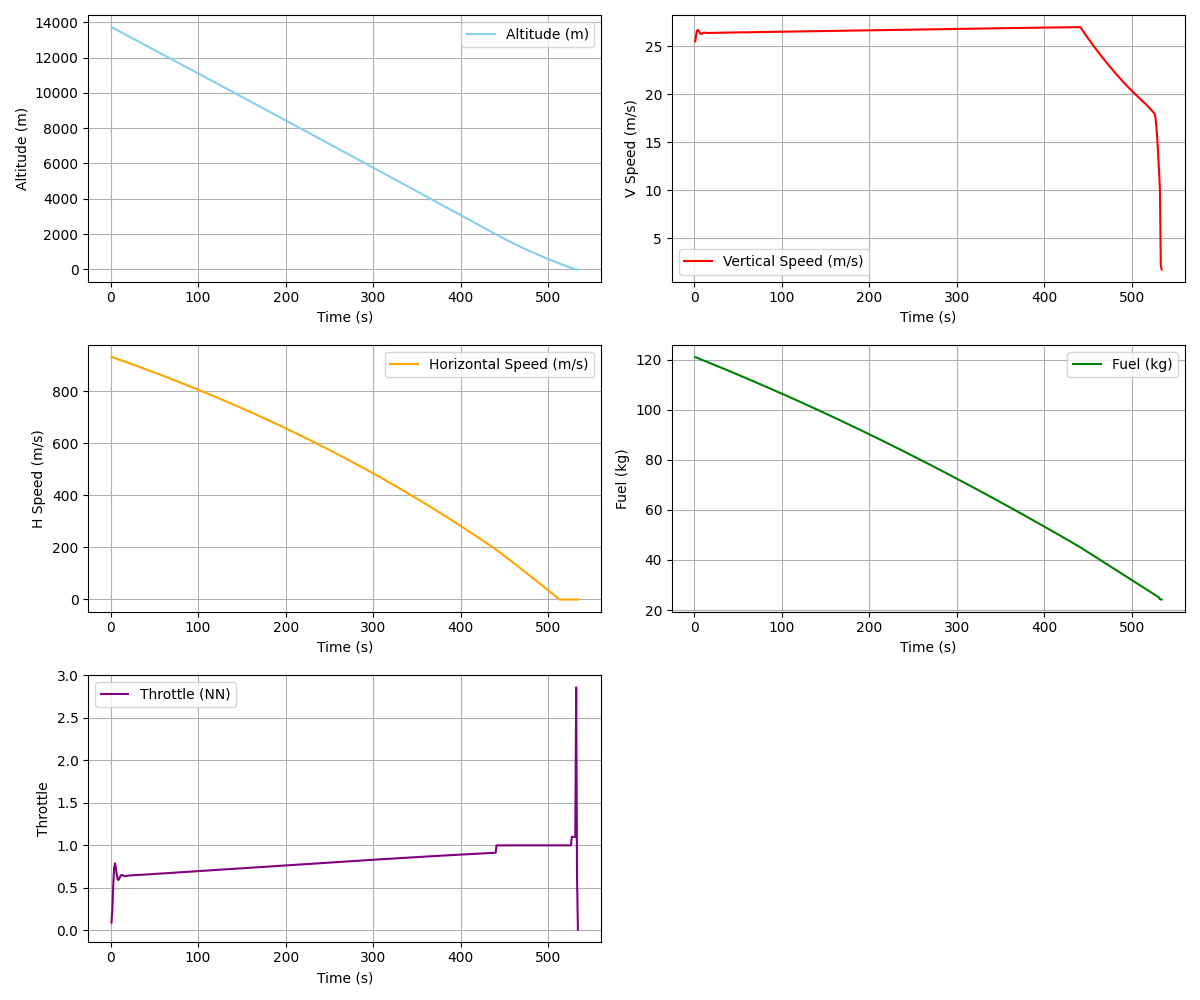 14000
12000
10000
8000
6000
4000
2000
0
Altitude (m)
Altitude (m)
0 100 200 300 400 500
Time (s)
25
20
15
10
5
V Speed (m/s)
Vertical Speed (m/s)
0 100 200 300 400 500
Time (s)
800
600
400
200
0
H Speed (m/s)
Horizontal Speed (m/s)
0 100 200 300 400 500
Time (s)
120
100
80
60
40
20
Fuel (kg)
Fuel (kg)
0 100 200 300 400 500
Time (s)
3.0
2.5
2.0
1.5
1.0
0.5
0.0
Throttle
Throttle (NN)
0 100 200 300 400 500
Time (s)